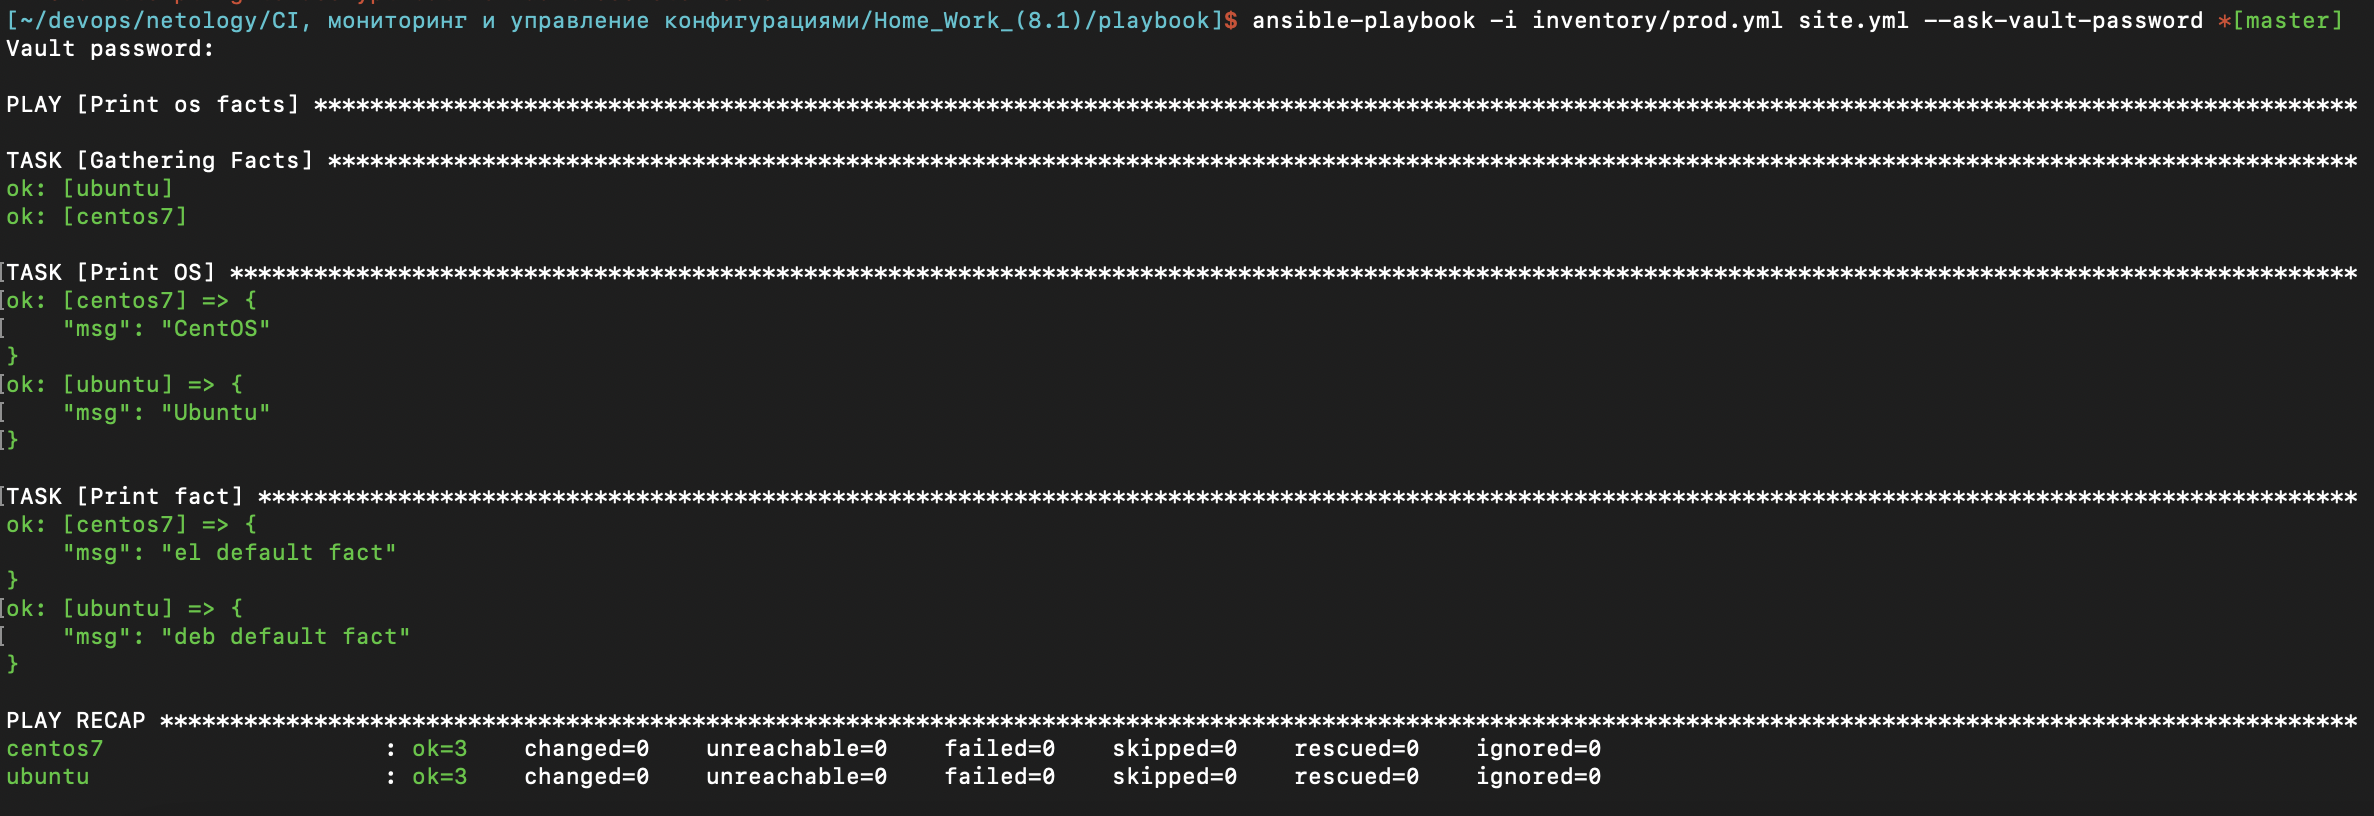 [~/devops/netology/CI, мониторинг и управление конфигурациями/Home_Work_(8.1)/playbook]$ ansible-playbook -i inventory/prod.yml site.yml --ask-vault-password *[master]
Vault password:
PLAY [Print os facts] **************************************************************************************************************************************************
TASK [Gathering Facts] *************************************************************************************************************************************************
ok: [ubuntu]
ok: [centos7]
[TASK [Print OS] ********************************************************************************************************************************************************
[ok: [centos7] => {
[    "msg": "CentOS"
}
[ok: [ubuntu] => {
[    "msg": "Ubuntu"
[}
[TASK [Print fact] ******************************************************************************************************************************************************
ok: [centos7] => {
    "msg": "el default fact"
}
[ok: [ubuntu] => {
[    "msg": "deb default fact"
}
PLAY RECAP *************************************************************************************************************************************************************
centos7                    : ok=3    changed=0    unreachable=0    failed=0    skipped=0    rescued=0    ignored=0
ubuntu                     : ok=3    changed=0    unreachable=0    failed=0    skipped=0    rescued=0    ignored=0